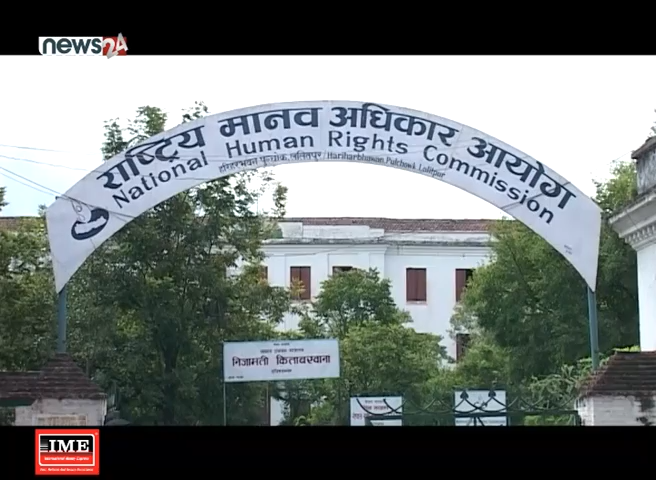 news24
राष्ट्रिय मानव अधिकार आयोग
National Human Rights Commission
हरिहरभवन पुल्चोक, ललितपुर / Hariharbhawan Pulchowk Lalitpur
निजामती किताबखाना
IME